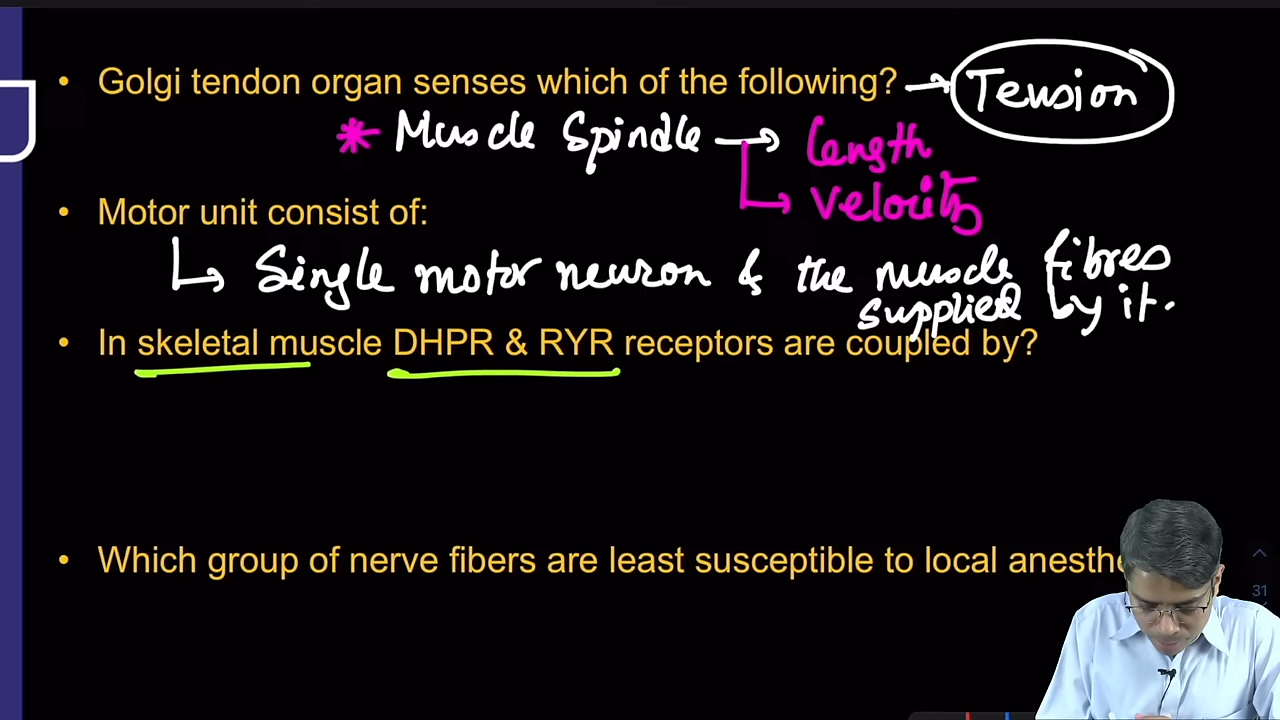 • Golgi tendon organ senses which of the following? → Tension
* Muscle Spindle → length
→ Velocity
• Motor unit consist of:
↳ Single motor neuron & the muscle fibres
supplied by it.
• In skeletal muscle DHPR & RYR receptors are coupled by?
• Which group of nerve fibers are least susceptible to local
31